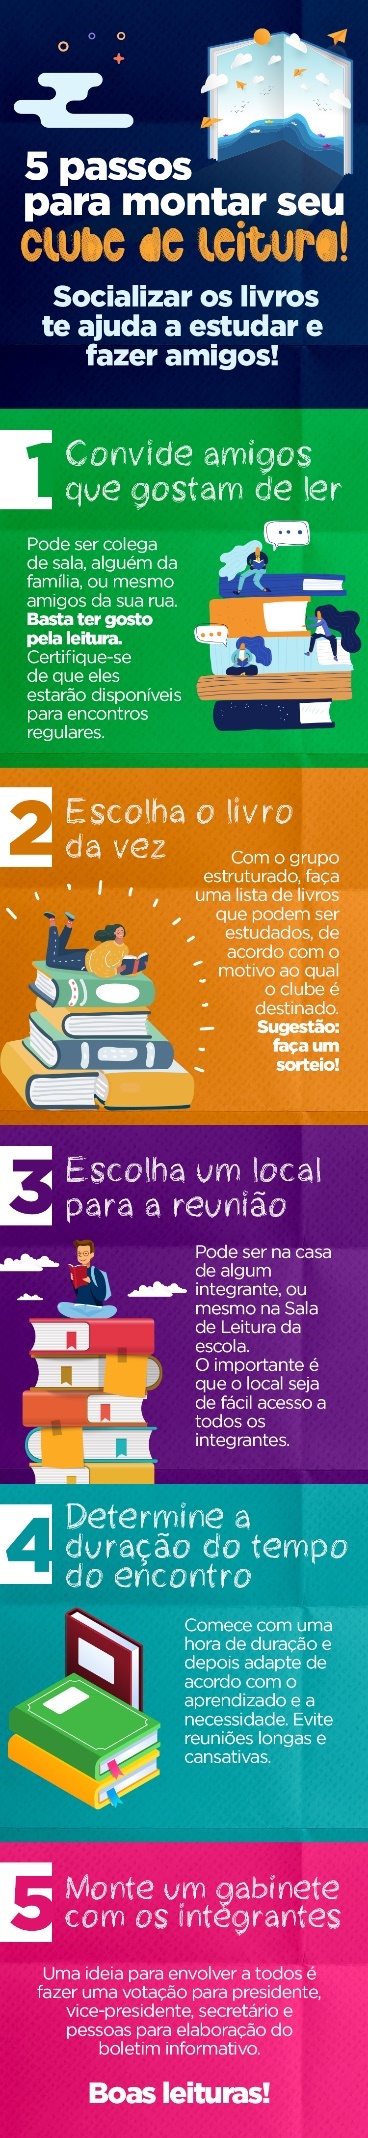 5 passos
para montar seu
clube de leitura!
Socializar os livros
te ajuda a estudar e
fazer amigos!
1
Convide amigos
que gostam de ler
Pode ser colega
de sala, alguém da
família, ou mesmo
amigos da sua rua.
Basta ter gosto
pela leitura.
Certifique-se
de que eles
estarão disponíveis
para encontros
regulares.
2
Escolha o livro
da vez
Com o grupo
estruturado, faça
uma lista de livros
que podem ser
estudados, de
acordo com o
motivo ao qual
o clube é
destinado.
Sugestão:
faça um
sorteio!
3
Escolha um local
para a reunião
Pode ser na casa
de algum
integrante, ou
mesmo na Sala
de Leitura da
escola.
O importante é
que o local seja
de fácil acesso a
todos os
integrantes.
4
Determine a
duração do tempo
do encontro
Comece com uma
hora de duração e
depois adapte de
acordo com o
aprendizado e a
necessidade. Evite
reuniões longas e
cansativas.
5
Monte um gabinete
com os integrantes
Uma ideia para envolver a todos é
fazer uma votação para presidente,
vice-presidente, secretário e
pessoas para elaboração do
boletim informativo.
Boas leituras!